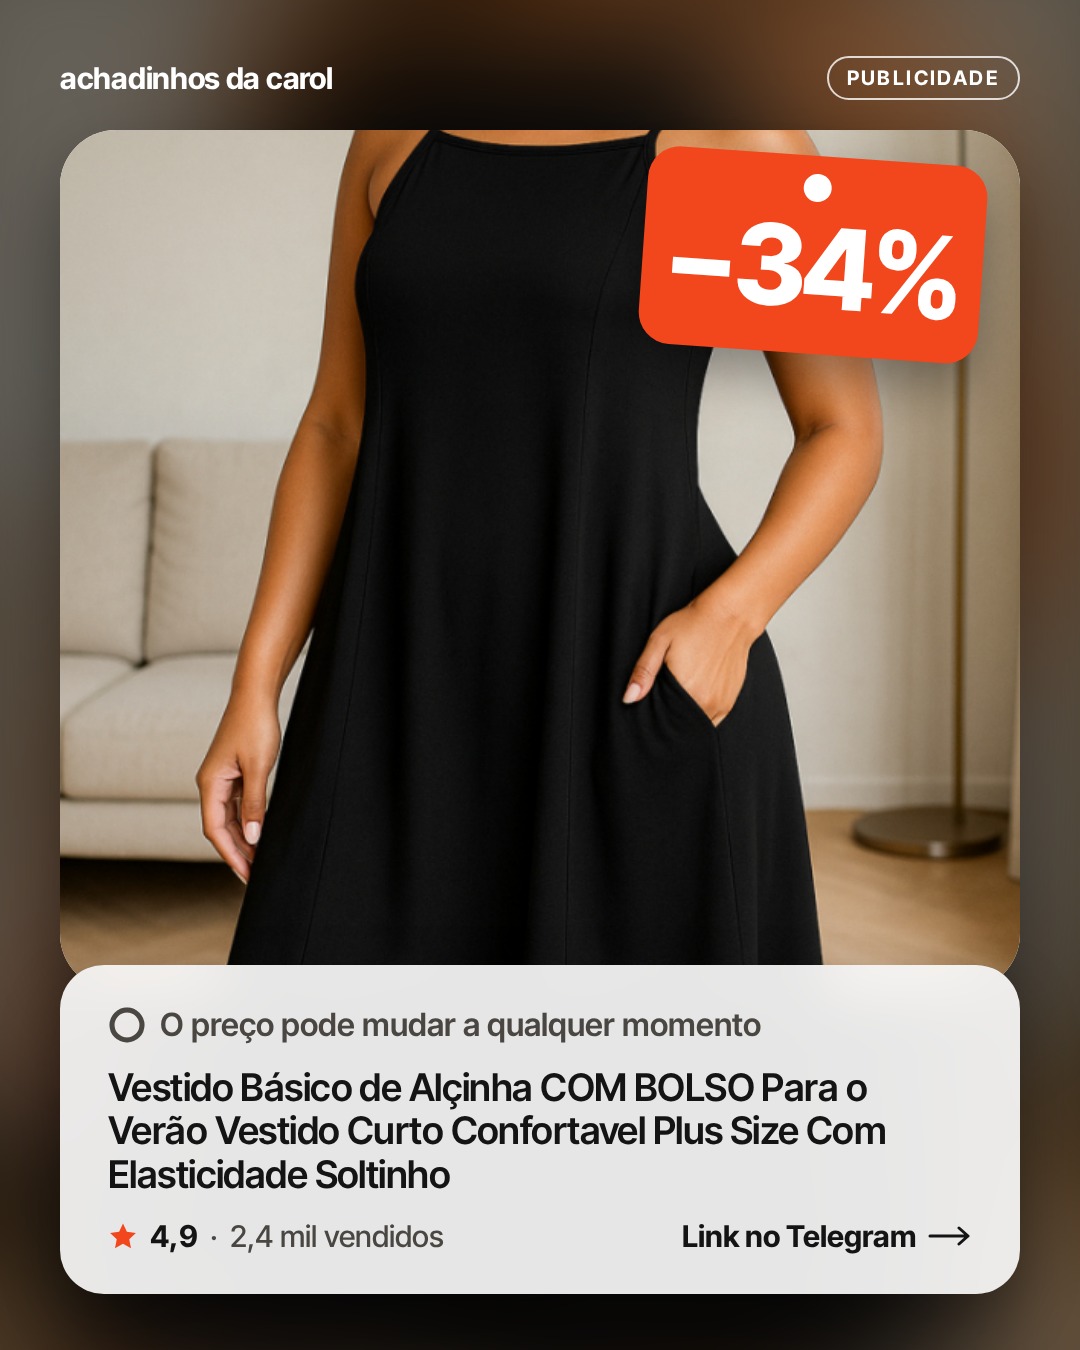 achadinhos da carol
PUBLICIDADE
–34%
O preço pode mudar a qualquer momento
Vestido Básico de Alçinha COM BOLSO Para o
Verão Vestido Curto Confortavel Plus Size Com
Elasticidade Soltinho
4,9 · 2,4 mil vendidos
Link no Telegram →